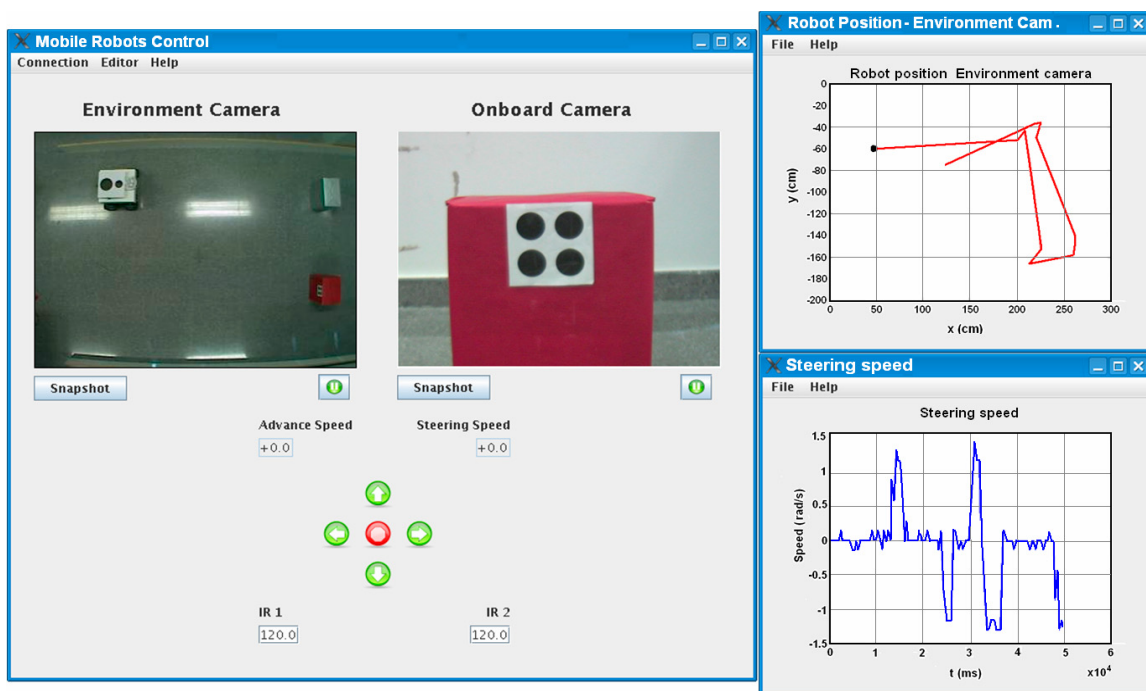 Mobile Robots Control
Connection Editor Help
Environment Camera
Onboard Camera
Snapshot
Snapshot
Advance Speed
Steering Speed
+0.0
+0.0
IR 1
IR 2
120.0
120.0
Robot Position - Environment Cam .
File Help
Robot position Environment camera
0
-20
-40
-60
-80
-100
-120
-140
-160
-180
-200
y (cm)
0 50 100 150 200 250 300
x (cm)
Steering speed
File Help
Steering speed
1.5
1
0.5
0
-0.5
-1
-1.5
Speed (rad/s)
0 1 2 3 4 5 6
t (ms)
x10⁴